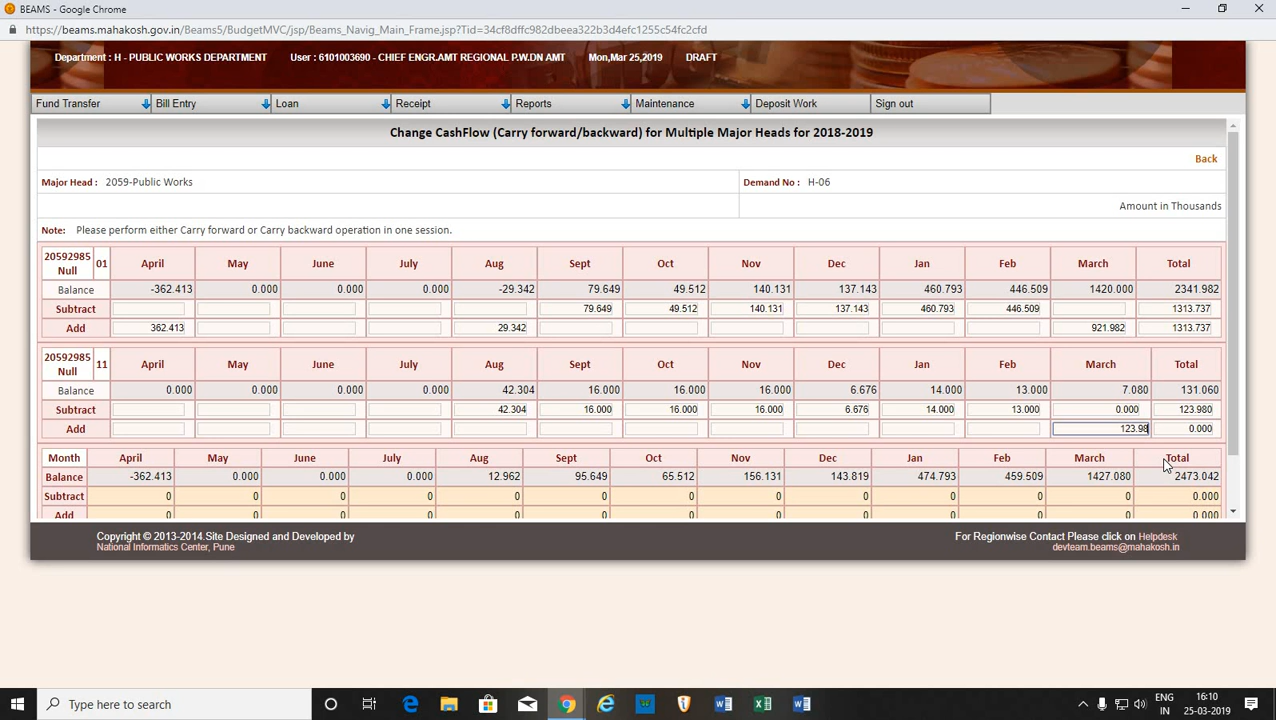 BEAMS - Google Chrome
https://beams.mahakosh.gov.in/Beams5/BudgetMVC/jsp/Beams_Navig_Main_Frame.jsp?Tid=34cf8dffc982dbeea322b3d4efc1255c54fc2cfd
Department : H - PUBLIC WORKS DEPARTMENT User : 6101003690 - CHIEF ENGR.AMT REGIONAL P.W.DN AMT Mon,Mar 25,2019 DRAFT
Fund Transfer Bill Entry Loan Receipt Reports Maintenance Deposit Work Sign out
Change CashFlow (Carry forward/backward) for Multiple Major Heads for 2018-2019
Back
Major Head : 2059-Public Works Demand No : H-06
Amount in Thousands
Note: Please perform either Carry forward or Carry backward operation in one session.
20592985 Null 01 April May June July Aug Sept Oct Nov Dec Jan Feb March Total
Balance -362.413 0.000 0.000 0.000 -29.342 79.649 49.512 140.131 137.143 460.793 446.509 1420.000 2341.982
Subtract 79.649 49.512 140.131 137.143 460.793 446.509 1313.737
Add 362.413 29.342 921.982 1313.737
20592985 Null 11 April May June July Aug Sept Oct Nov Dec Jan Feb March Total
Balance 0.000 0.000 0.000 0.000 42.304 16.000 16.000 16.000 6.676 14.000 13.000 7.080 131.060
Subtract 42.304 16.000 16.000 16.000 6.676 14.000 13.000 0.000 123.980
Add 123.98 0.000
Month April May June July Aug Sept Oct Nov Dec Jan Feb March Total
Balance -362.413 0.000 0.000 0.000 12.962 95.649 65.512 156.131 143.819 474.793 459.509 1427.080 2473.042
Subtract 0 0 0 0 0 0 0 0 0 0 0 0 0.000
Add 0 0 0 0 0 0 0 0 0 0 0 0 0.000
Copyright © 2013-2014.Site Designed and Developed by
National Informatics Center, Pune
For Regionwise Contact Please click on Helpdesk
devteam.beams@mahakosh.in
Type here to search
ENG
IN
16:10
25-03-2019